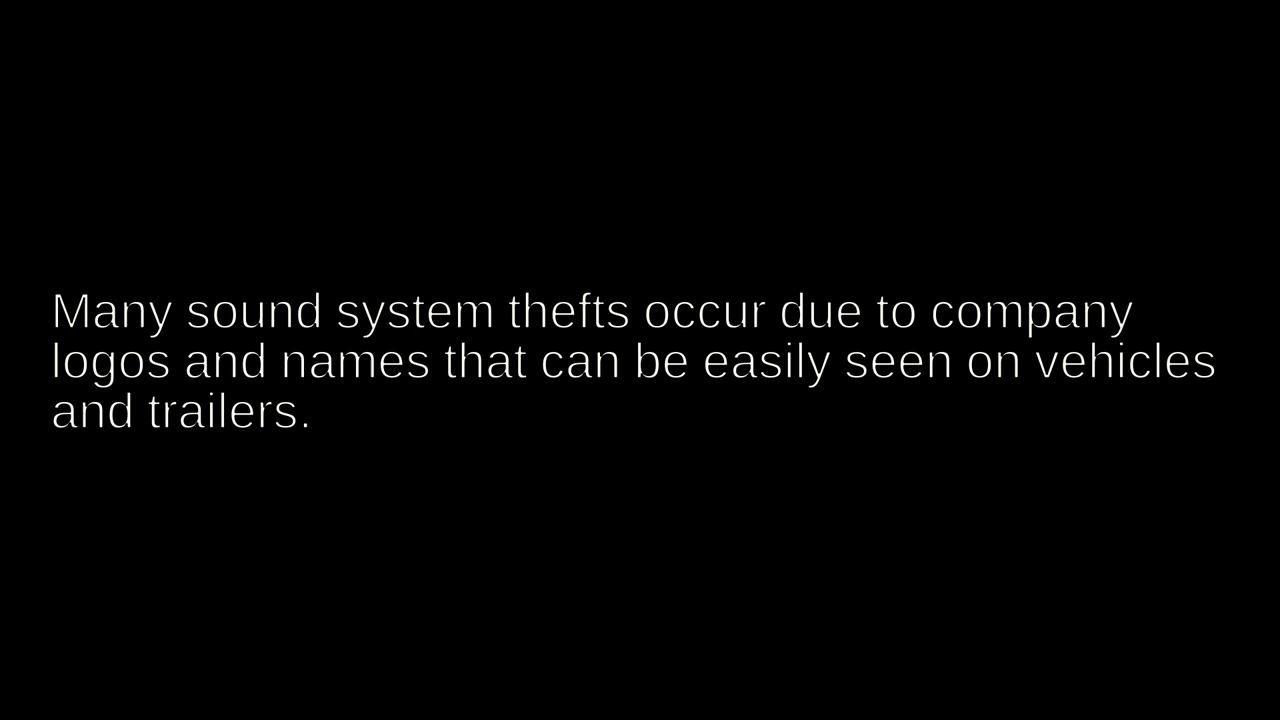 Many sound system thefts occur due to company
logos and names that can be easily seen on vehicles
and trailers.